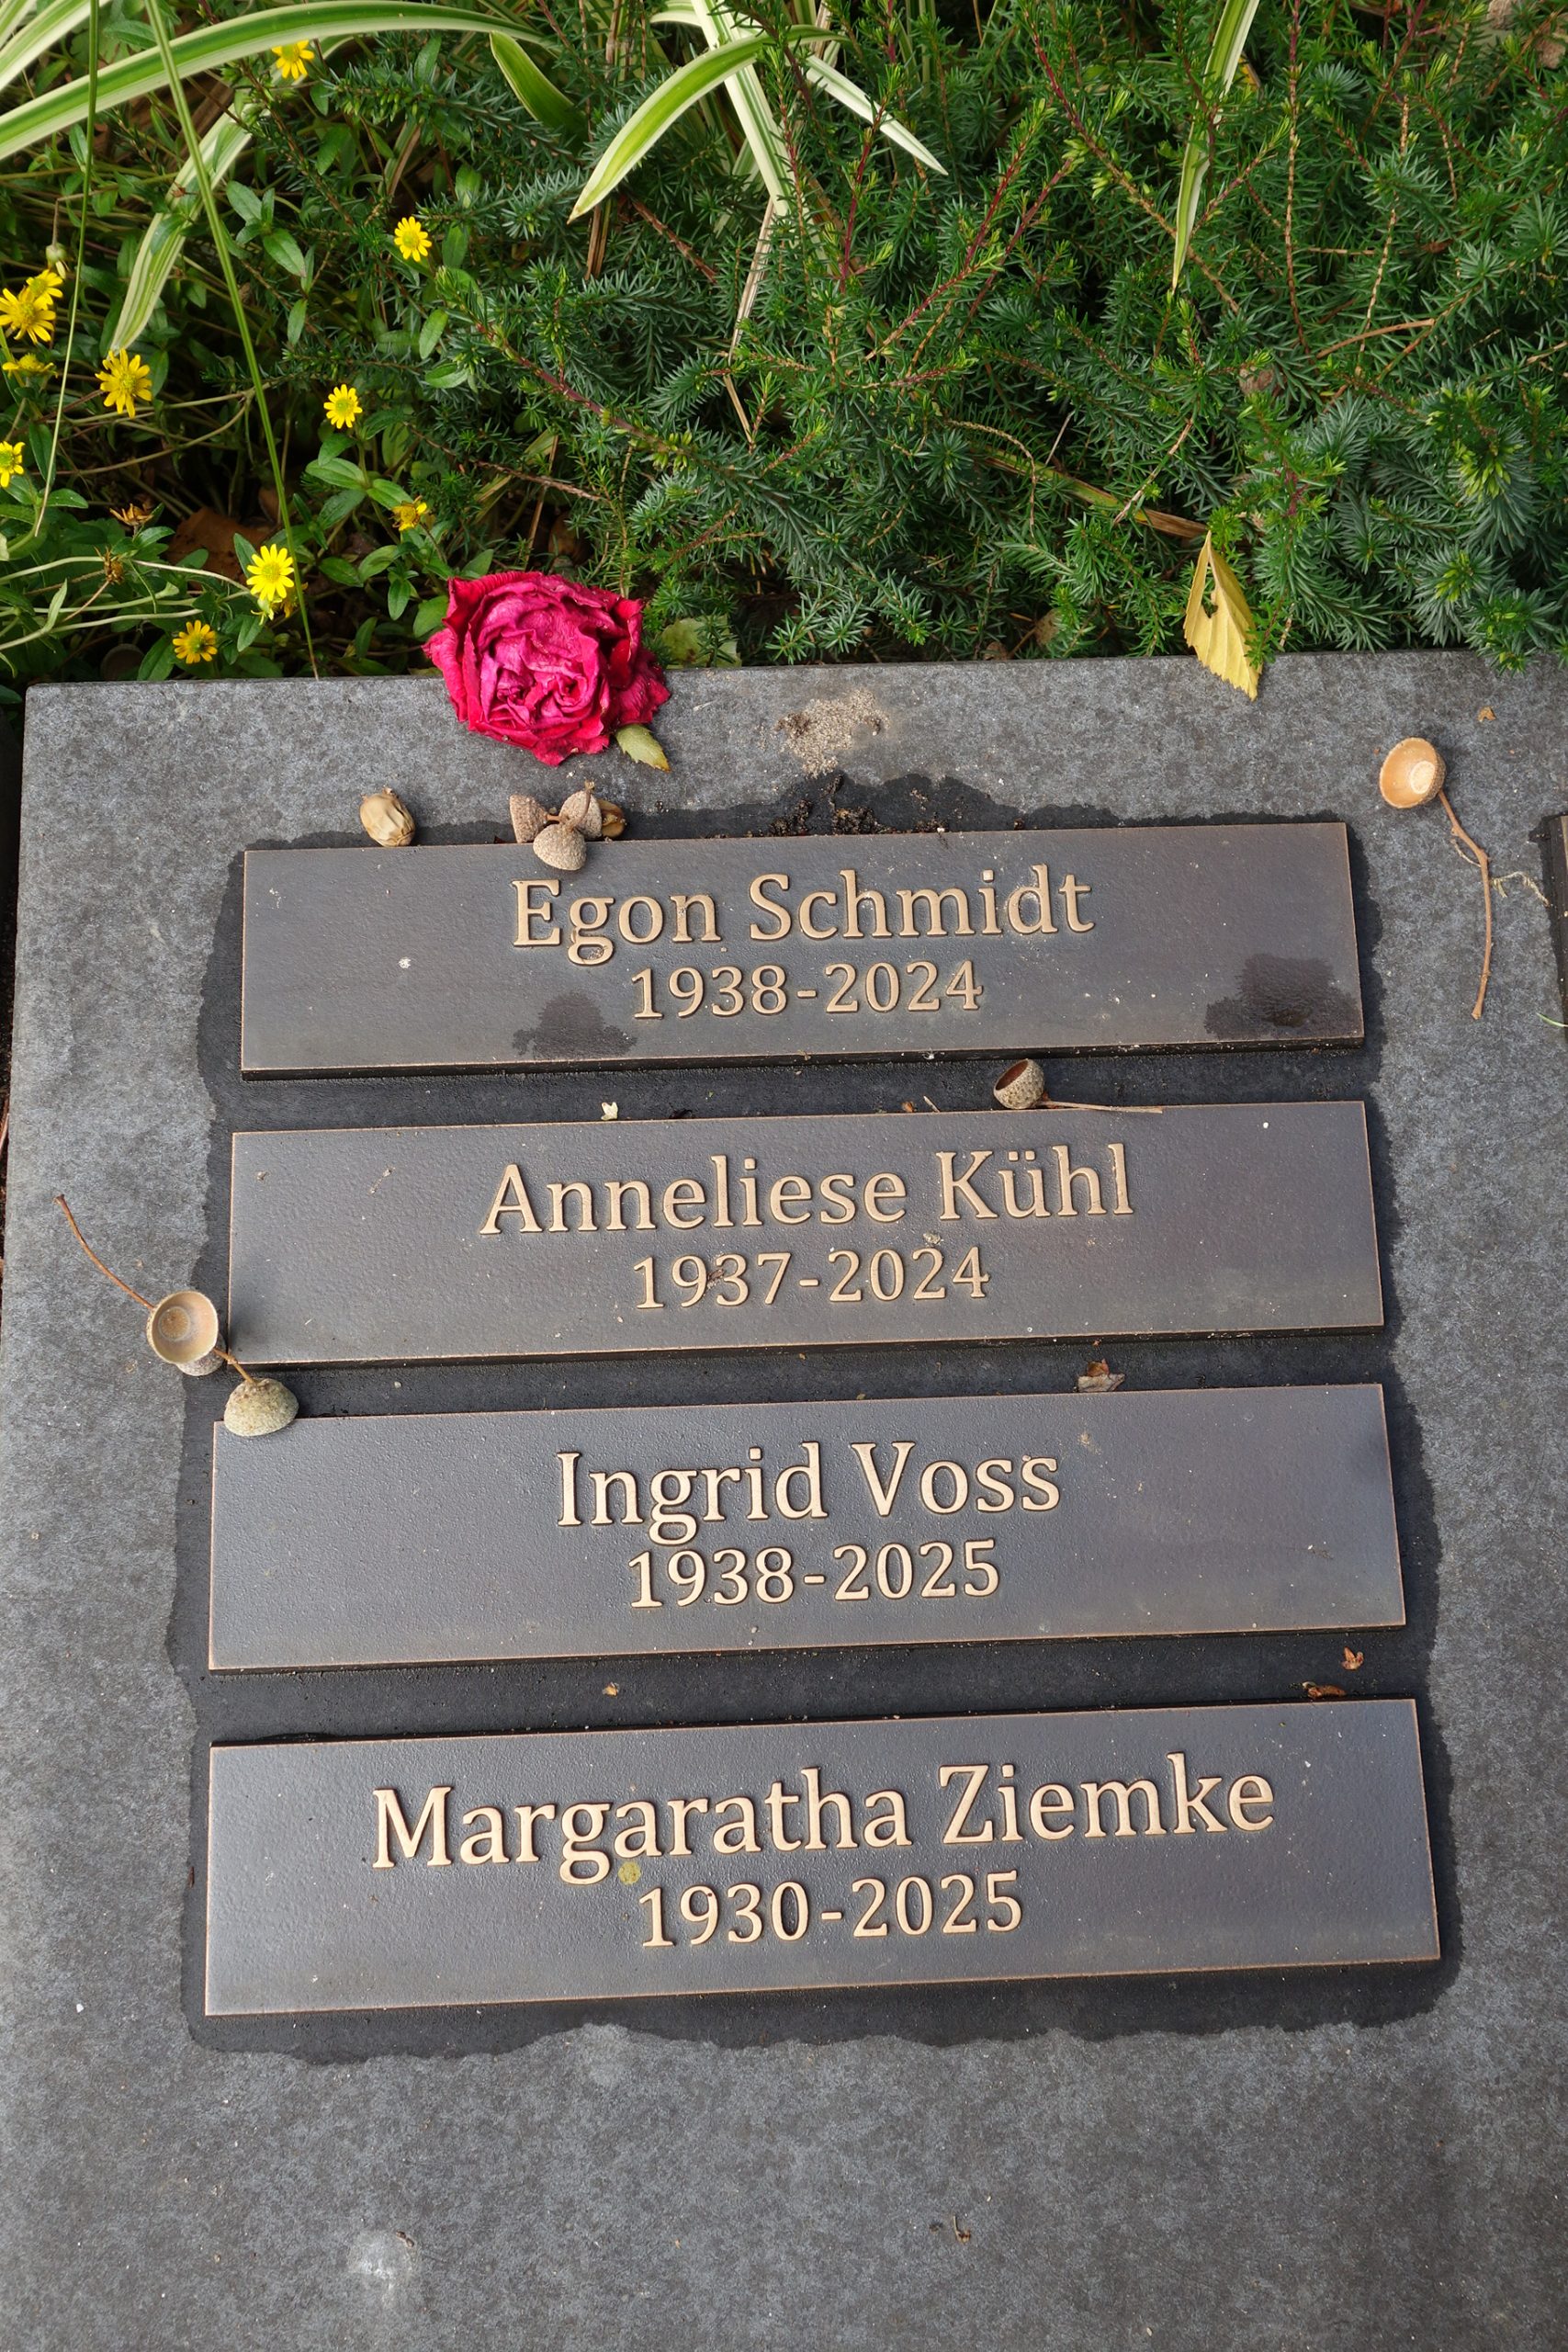 Egon Schmidt
1938-2024
Anneliese Kühl
1937-2024
Ingrid Voss
1938-2025
Margaratha Ziemke
1930-2025